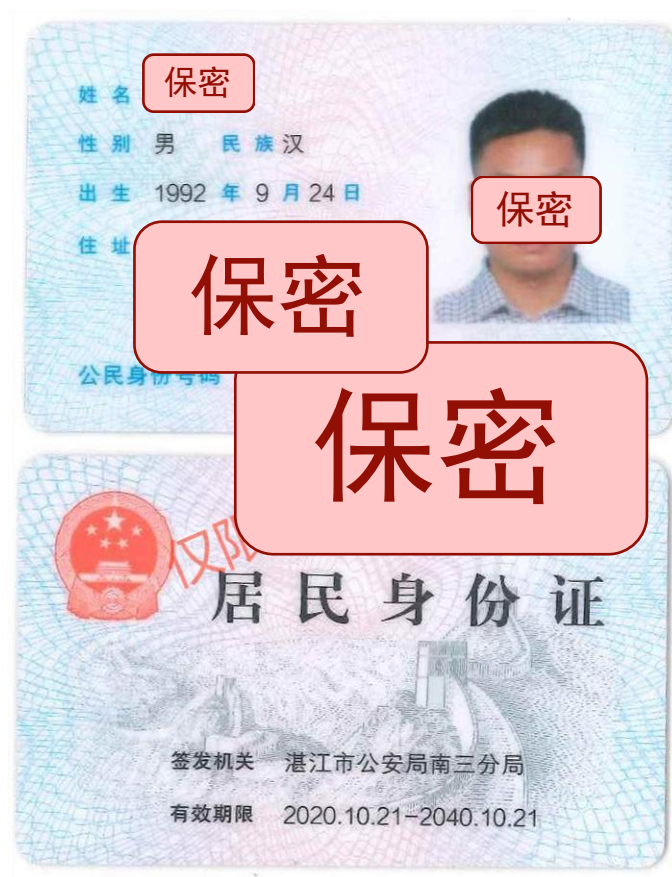 姓名 保密
性别 男 民族 汉
出生 1992 年 9 月 24 日
住址
保密
保密
公民身份号码
保密
仅限
居民身份证
签发机关 湛江市公安局南三分局
有效期限 2020.10.21-2040.10.21